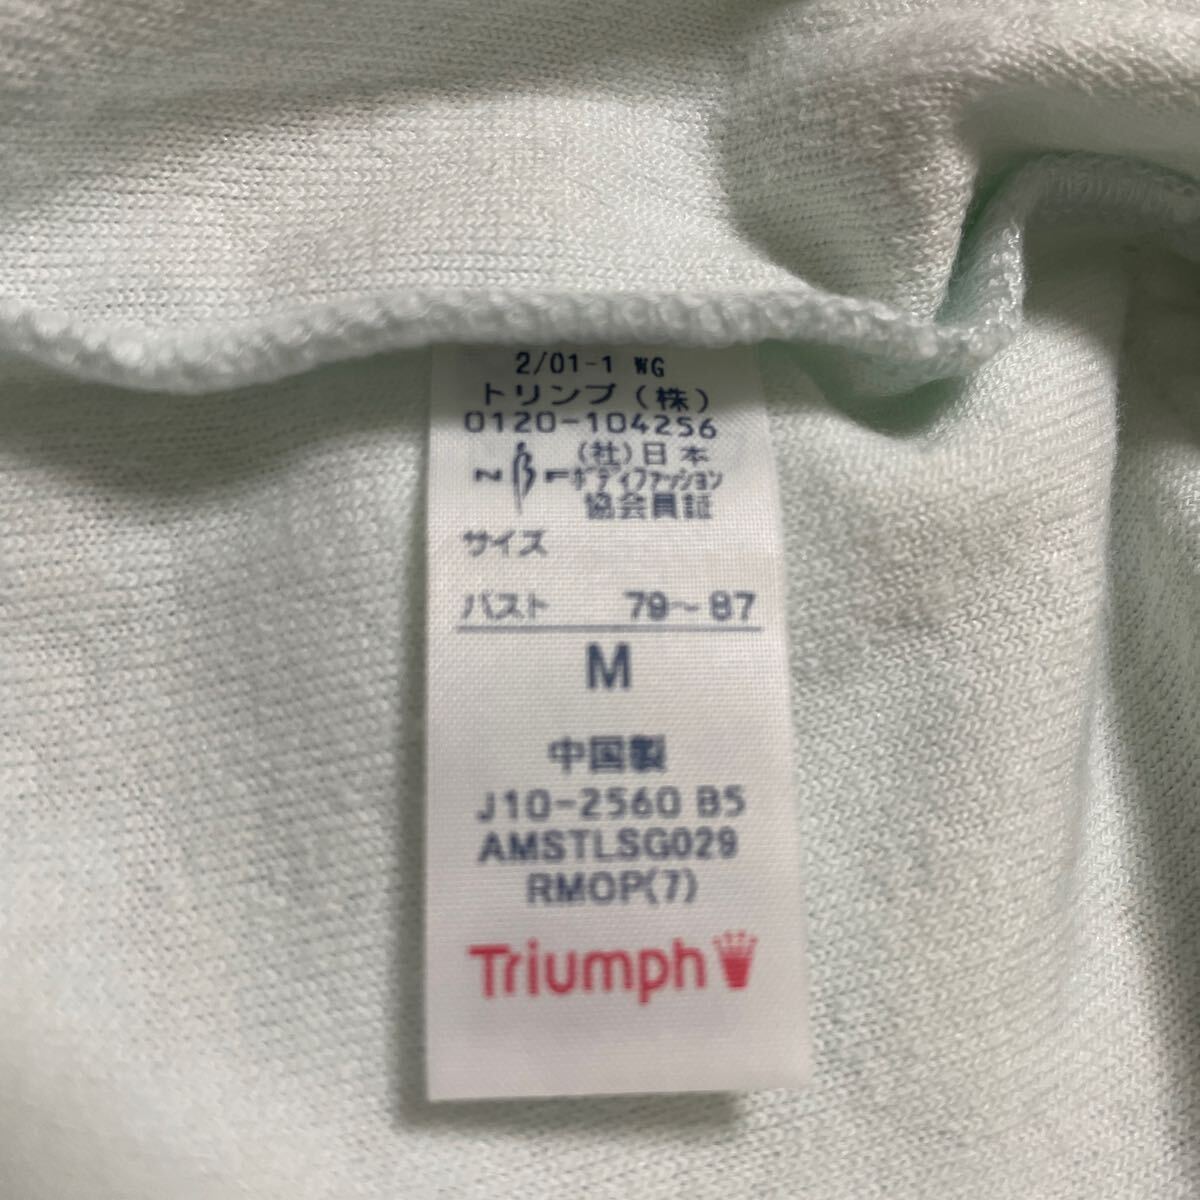 2/01-1 WG
トリンプ(株)
0120-104256
NBF (社)日本
ボディファッション
協会員証
サイズ
バスト 79~87
M
中国製
J10-2560 B5
AMSTLSG029
RMOP(7)
Triumph